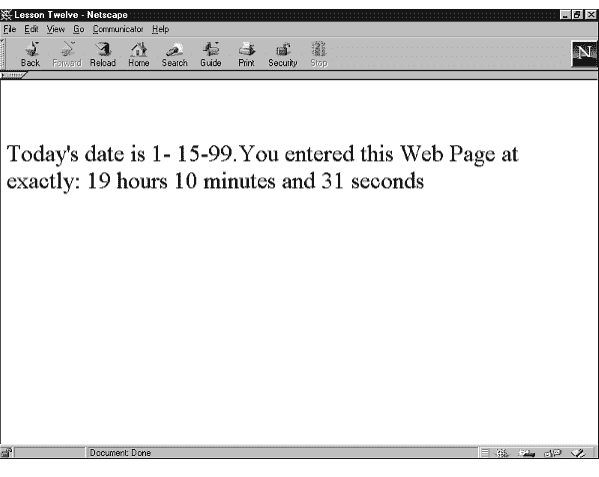 Lesson Twelve - Netscape
File Edit View Go Communicator Help
Back Forward Reload Home Search Guide Print Security Stop
N
Today's date is 1- 15-99.You entered this Web Page at
exactly: 19 hours 10 minutes and 31 seconds
Document: Done